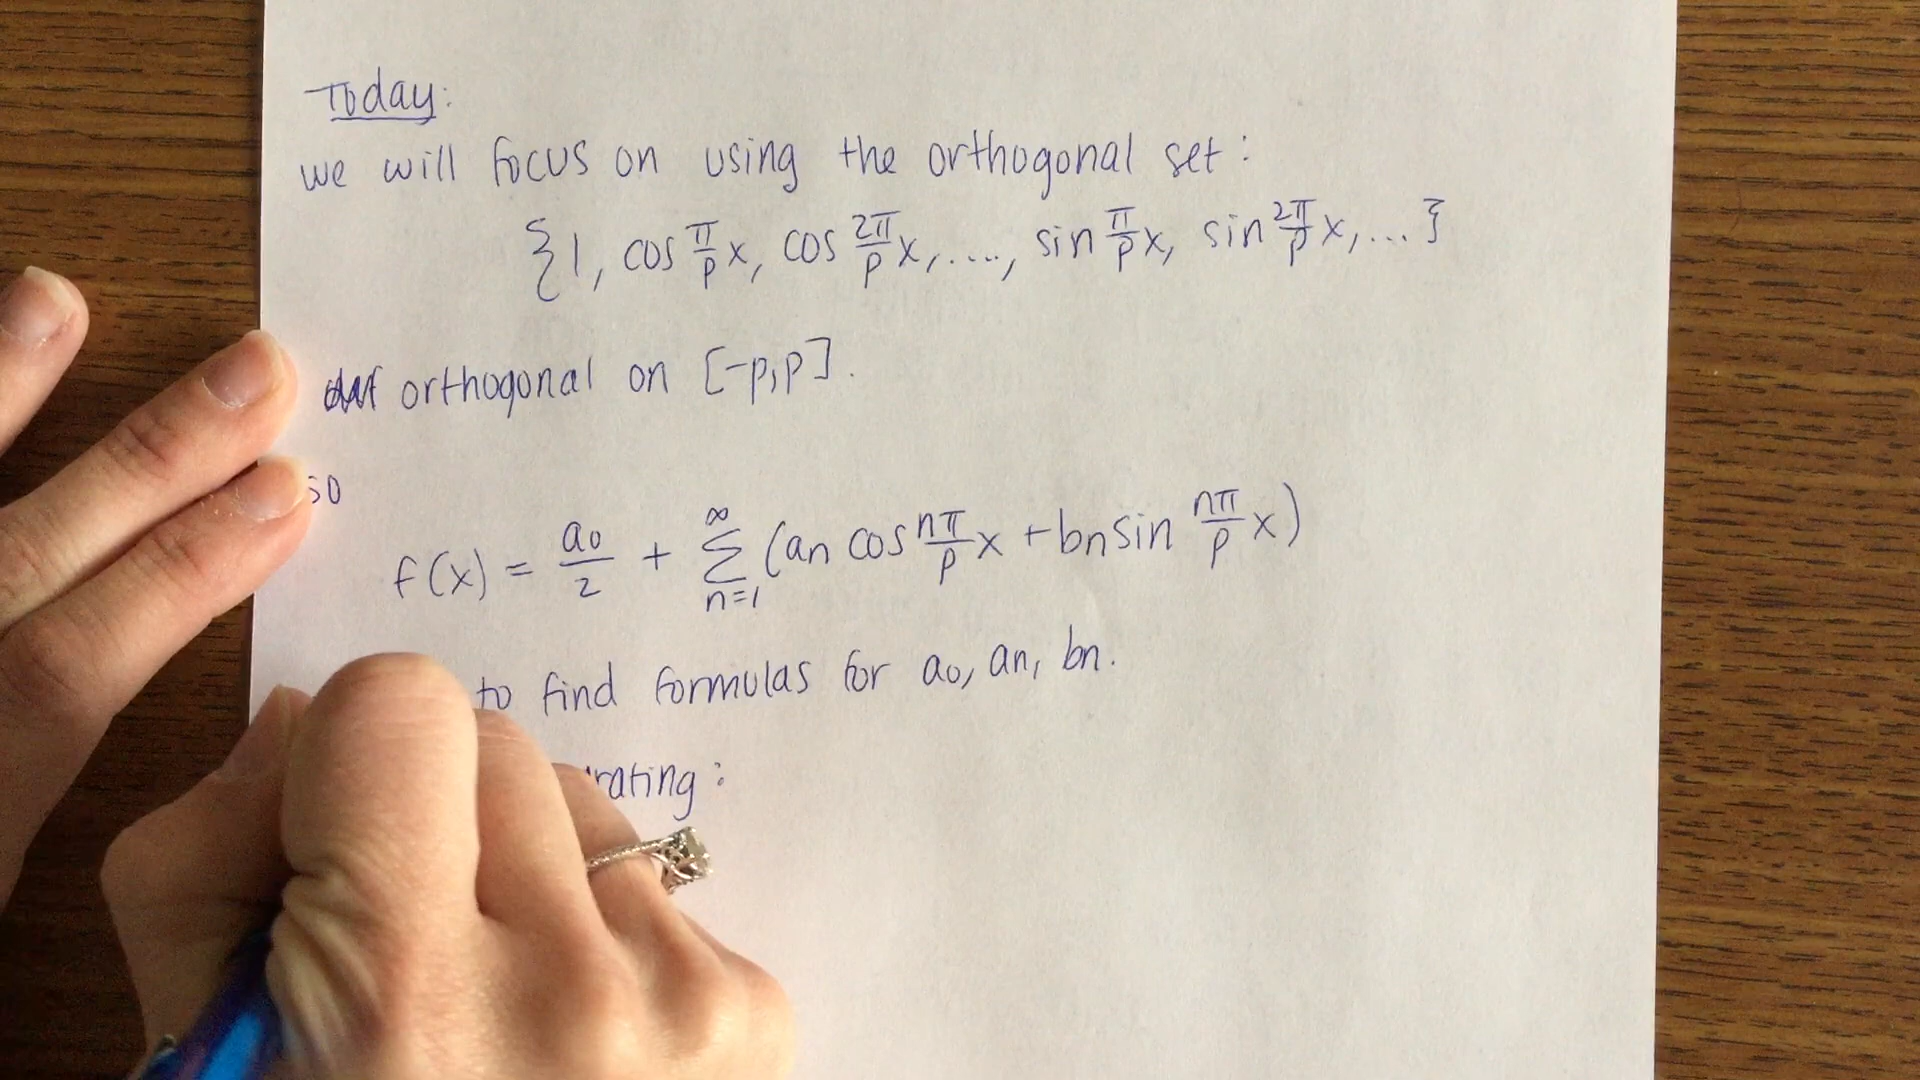 Today:
we will focus on using the orthogonal set:
{1, cos π/p x, cos 2π/p x, ...., sin π/p x, sin 2π/p x, ...}
orthogonal on [-p,p].
so
f(x) = a0/2 + ∞ Σ n=1 (an cos nπ/p x + bn sin nπ/p x)
to find formulas for a0, an, bn.
rating: